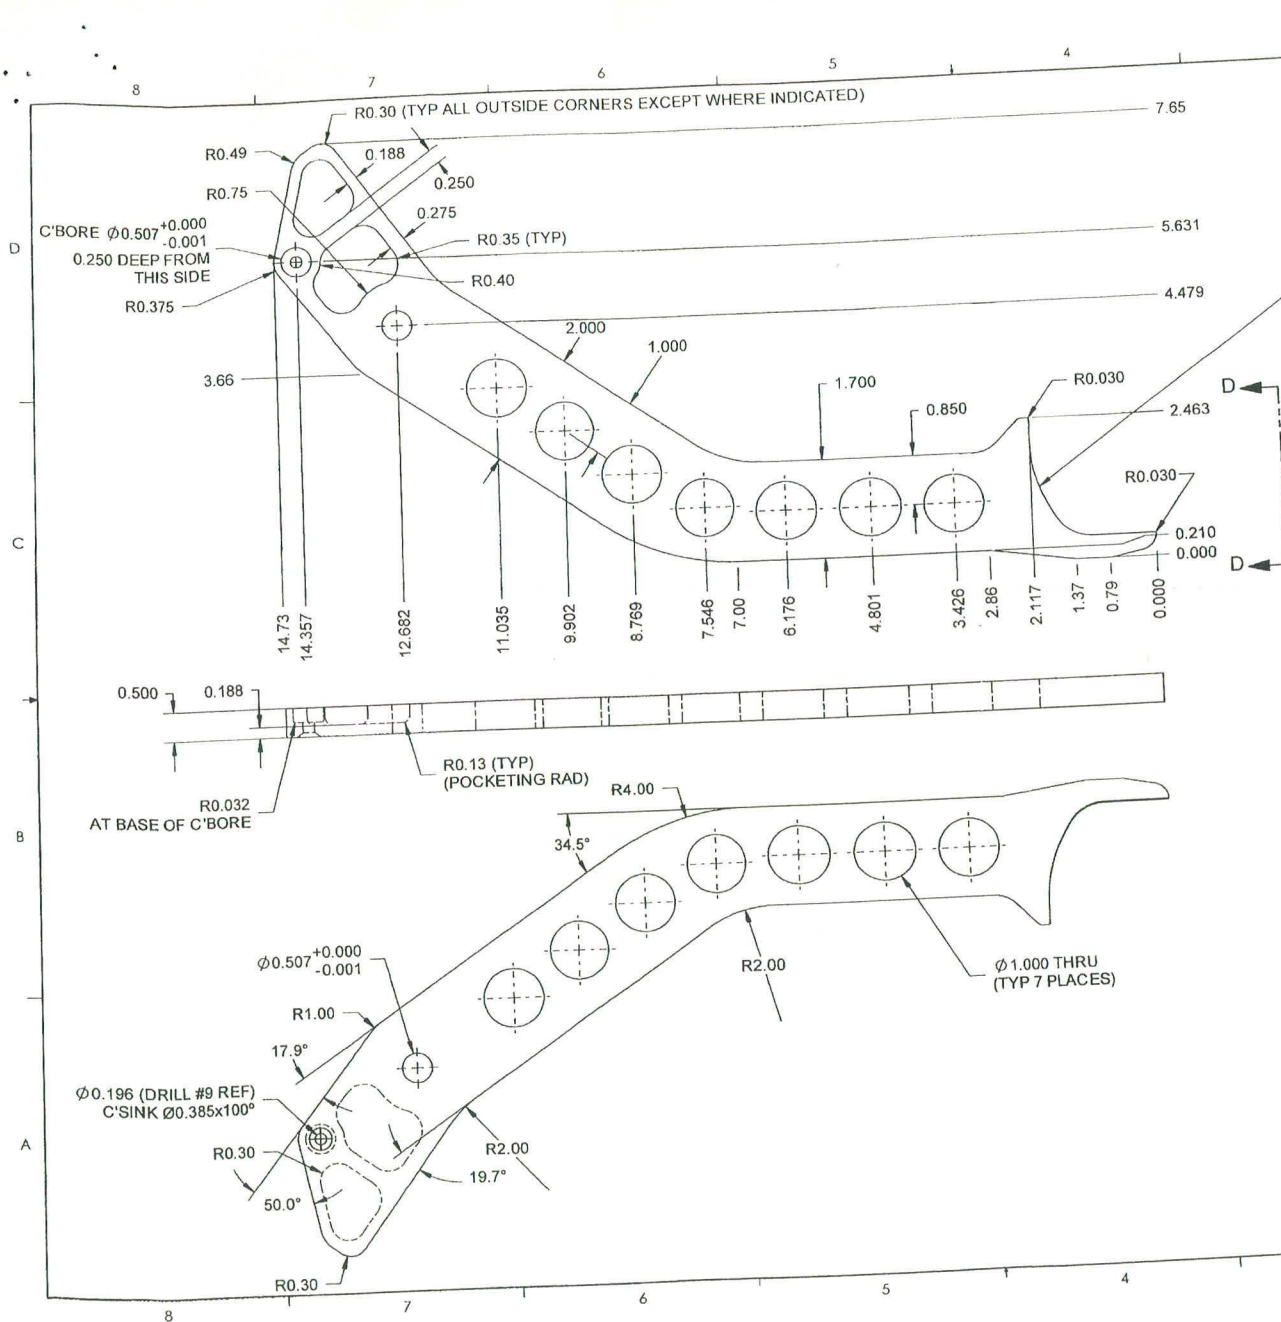 8
7
6
5
4
R0.30 (TYP ALL OUTSIDE CORNERS EXCEPT WHERE INDICATED)
7.65
R0.49
0.188
R0.75
0.250
0.275
D
C'BORE Ø0.507 +0.000
-0.001
0.250 DEEP FROM
THIS SIDE
R0.35 (TYP)
5.631
R0.375
R0.40
4.479
2.000
1.000
3.66
1.700
R0.030
D
0.850
2.463
R0.030
C
0.210
0.000
D
14.73
14.357
12.682
11.035
9.902
8.769
7.546
7.00
6.176
4.801
3.426
2.86
2.117
1.37
0.79
0.000
0.500
0.188
R0.13 (TYP)
(POCKETING RAD)
R0.032
AT BASE OF C'BORE
R4.00
B
34.5°
Ø0.507 +0.000
-0.001
R2.00
Ø1.000 THRU
(TYP 7 PLACES)
R1.00
17.9°
Ø0.196 (DRILL #9 REF)
C'SINK Ø0.385x100°
A
R0.30
R2.00
19.7°
50.0°
R0.30
8
7
6
5
4